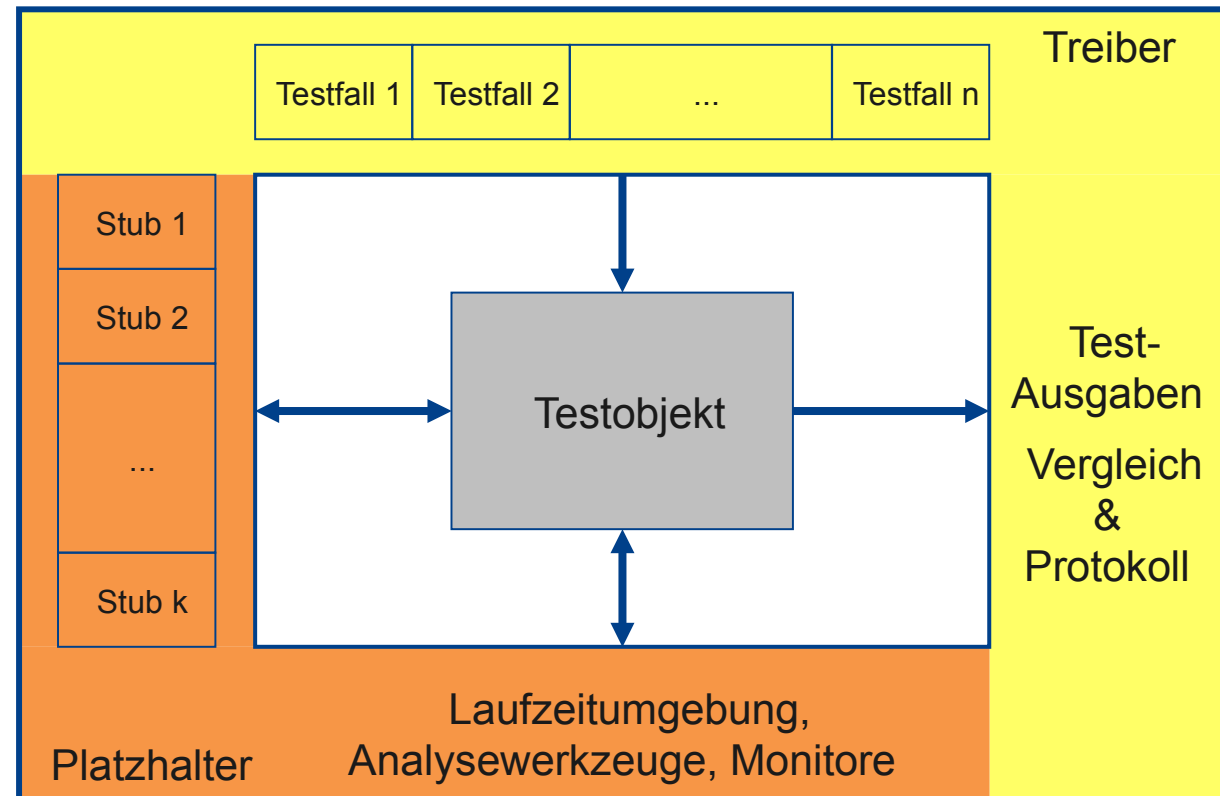 Treiber
Testfall 1
Testfall 2
...
Testfall n
Stub 1
Stub 2
...
Stub k
Testobjekt
Test-
Ausgaben
Vergleich
&
Protokoll
Platzhalter
Laufzeitumgebung,
Analysewerkzeuge, Monitore